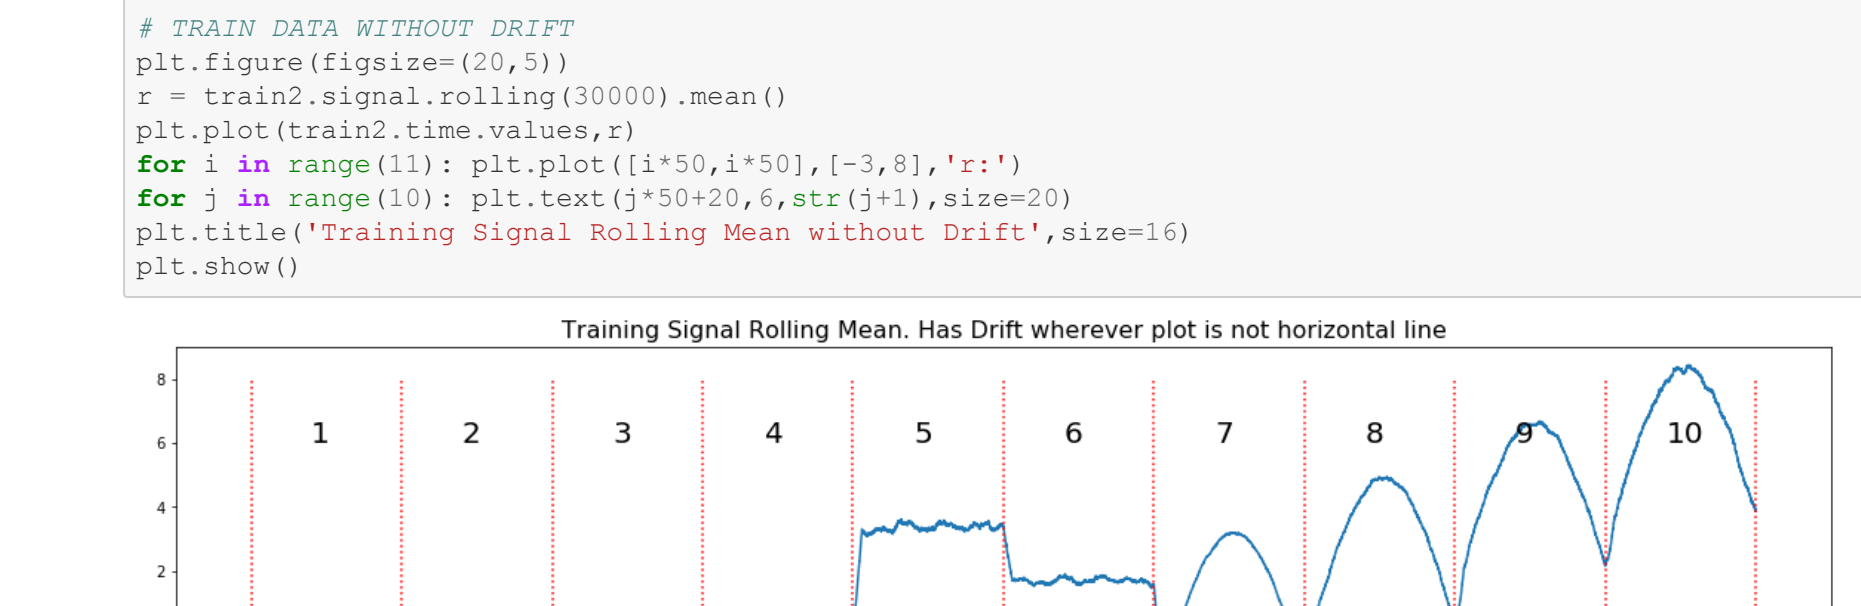 # TRAIN DATA WITHOUT DRIFT
plt.figure(figsize=(20,5))
r = train2.signal.rolling(30000).mean()
plt.plot(train2.time.values,r)
for i in range(11): plt.plot([i*50,i*50],[-3,8],'r:')
for j in range(10): plt.text(j*50+20,6,str(j+1),size=20)
plt.title('Training Signal Rolling Mean without Drift',size=16)
plt.show()
Training Signal Rolling Mean. Has Drift wherever plot is not horizontal line
8
1 2 3 4 5 6 7 8 9 10
6
4
2